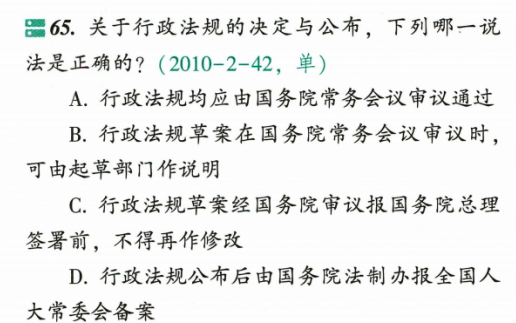 65. 关于行政法规的决定与公布，下列哪一说
法是正确的？（2010-2-42，单）
A. 行政法规均应由国务院常务会议审议通过
B. 行政法规草案在国务院常务会议审议时，
可由起草部门作说明
C. 行政法规草案经国务院审议报国务院总理
签署前，不得再作修改
D. 行政法规公布后由国务院法制办报全国人
大常委会备案